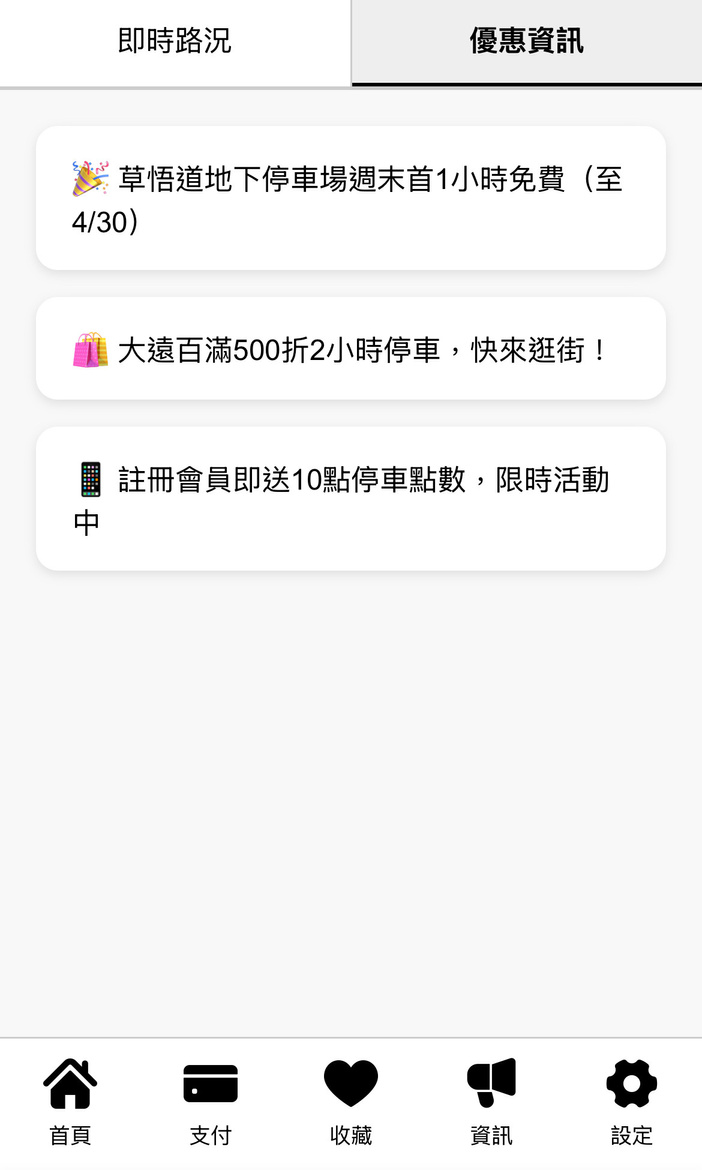 即時路況
優惠資訊
🎉 草悟道地下停車場週末首1小時免費（至
4/30）
🛍️ 大遠百滿500折2小時停車，快來逛街！
📱 註冊會員即送10點停車點數，限時活動
中
首頁
支付
收藏
資訊
設定